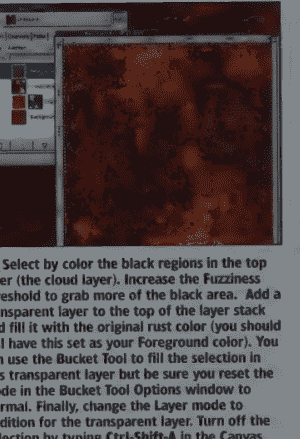 Channels Paths
Background
Select by color the black regions in the top
er (the cloud layer). Increase the Fuzziness
reshold to grab more of the black area. Add a
nsparent layer to the top of the layer stack
d fill it with the original rust color (you should
l have this set as your Foreground color). You
n use the Bucket Tool to fill the selection in
s transparent layer but be sure you reset the
de in the Bucket Tool Options window to
rmal. Finally, change the Layer mode to
dition for the transparent layer. Turn off the
lection by typing Ctrl-Shift-A in the Canvas